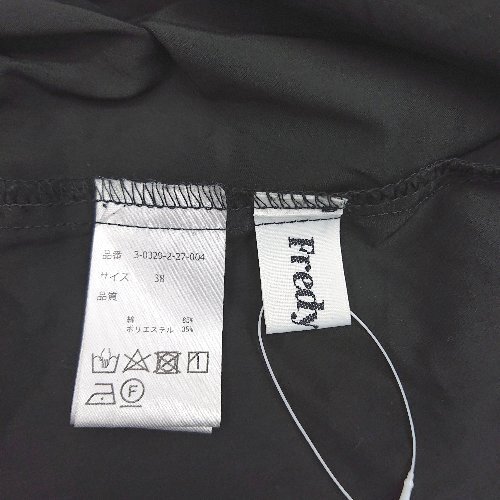 品番 3-0329-2-27-004
サイズ 38
品質
綿 65%
ポリエステル 35%
F
Fredy